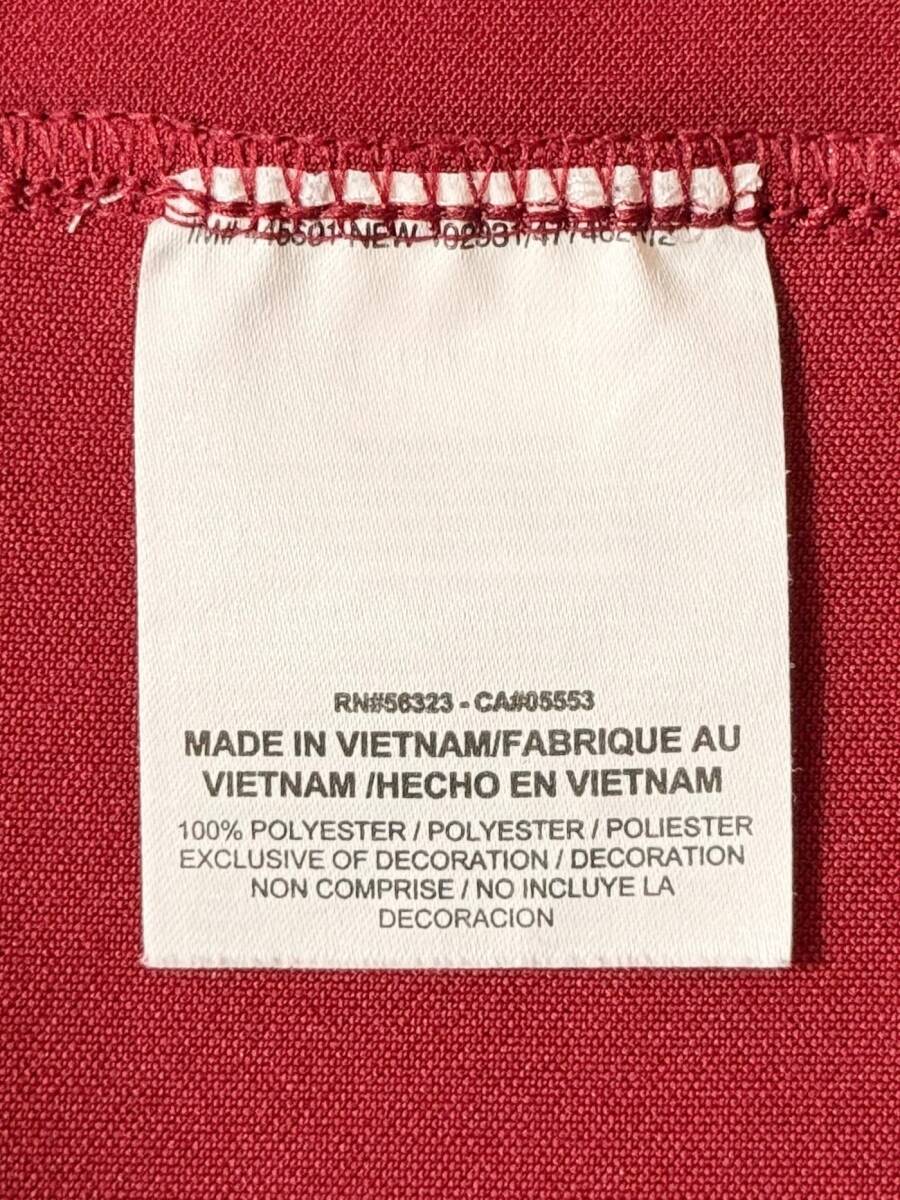 NEW
RN#56323 - CA#05553
MADE IN VIETNAM/FABRIQUE AU
VIETNAM /HECHO EN VIETNAM
100% POLYESTER / POLYESTER / POLIESTER
EXCLUSIVE OF DECORATION / DECORATION
NON COMPRISE / NO INCLUYE LA
DECORACION